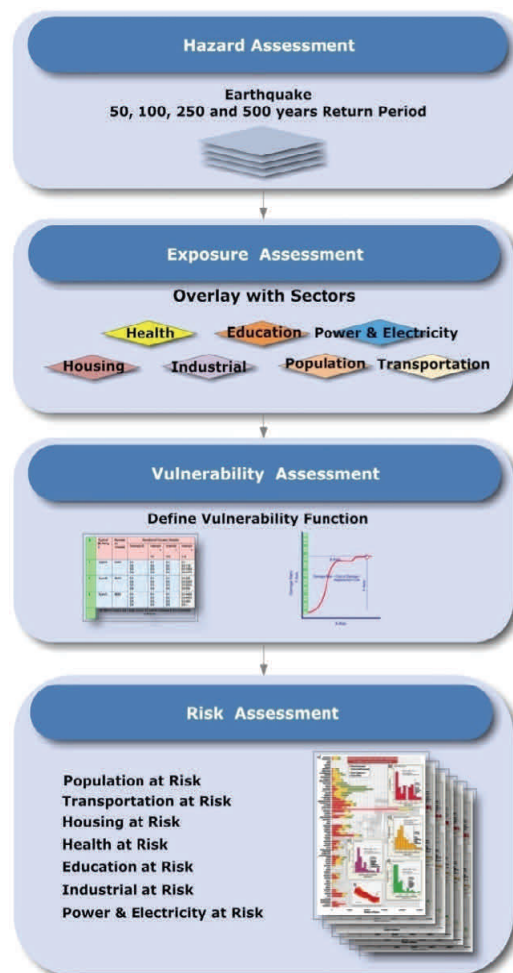 Hazard Assessment
Earthquake
50, 100, 250 and 500 years Return Period
Exposure Assessment
Overlay with Sectors
Health
Education
Power & Electricity
Housing
Industrial
Population
Transportation
Vulnerability Assessment
Define Vulnerability Function
Risk Assessment
Population at Risk
Transportation at Risk
Housing at Risk
Health at Risk
Education at Risk
Industrial at Risk
Power & Electricity at Risk